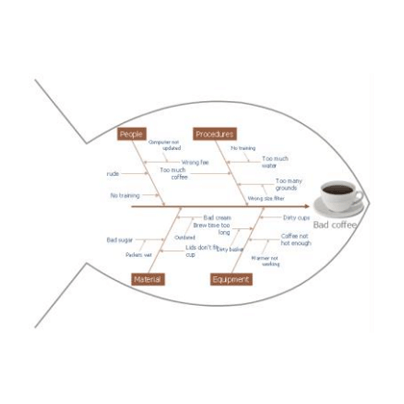 People
Procedures
Computer not
updated
No training
Wrong fee
Too much
water
Too much
coffee
rude
Too many
grounds
No training
Wrong size filter
Bad coffee
Bad cream
Dirty cups
Brew time too
long
Outdated
Coffee not
hot enough
Bad sugar
Lids don't fit
cup
Dirty basket
Packets wet
Warmer not
working
Material
Equipment